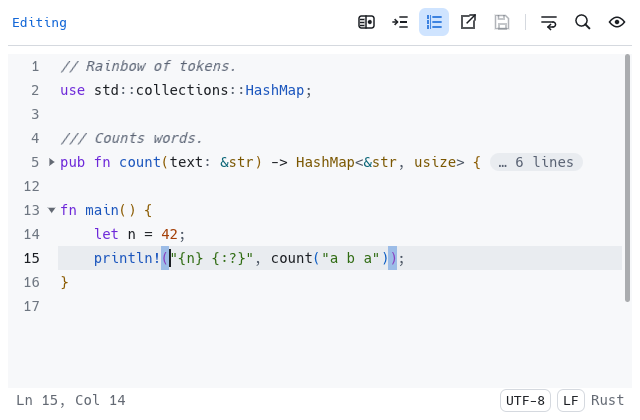 Editing
1 // Rainbow of tokens.
2 use std::collections::HashMap;
3
4 /// Counts words.
5 pub fn count(text: &str) -> HashMap<&str, usize> { … 6 lines
12
13 fn main() {
14     let n = 42;
15     println!("{n} {:?}", count("a b a"));
16 }
17
Ln 15, Col 14 UTF-8 LF Rust